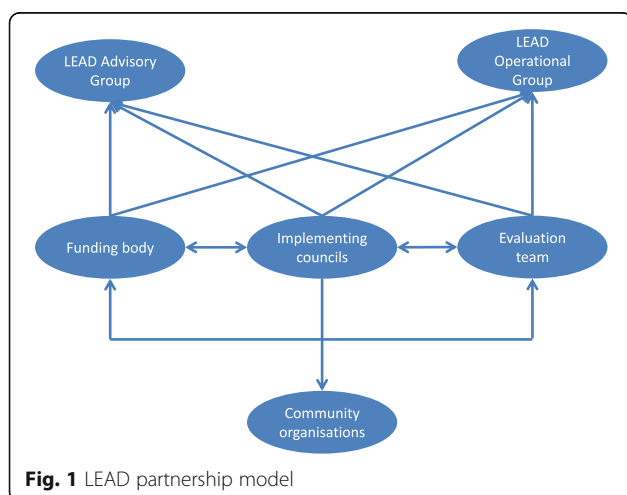 LEAD Advisory
Group
LEAD
Operational
Group
Funding body
Implementing
councils
Evaluation
team
Community
organisations
Fig. 1 LEAD partnership model